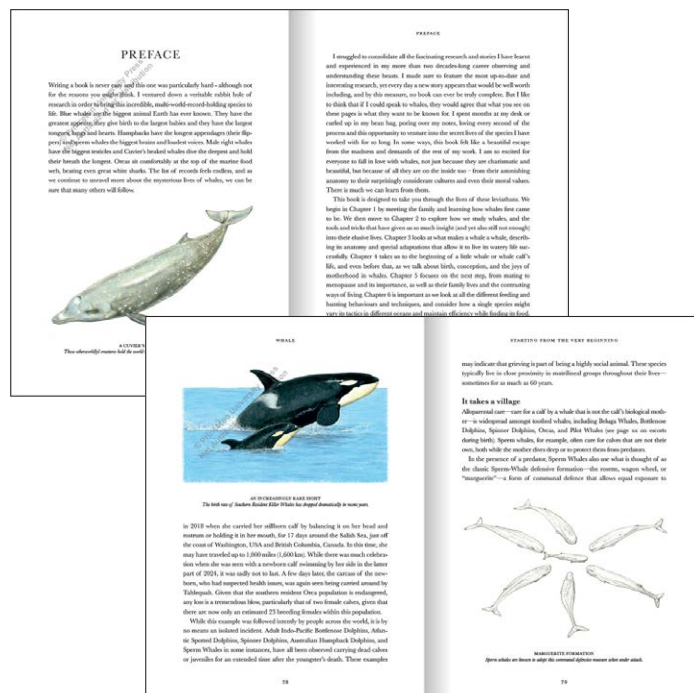 PREFACE
Writing a book is never easy and this one was particularly hard – although not
for the reasons you might think. I ventured down a veritable rabbit hole of
research in order to bring this incredible, multi-world-record-holding species to
life. Blue whales are the biggest animal Earth has ever known. They have the
greatest appetite, they give birth to the largest babies and they have the largest
tongues, lungs and hearts. Humpbacks have the longest appendages (their flip-
pers) and sperm whales the biggest brains and loudest voices. Male right whales
have the biggest testicles and Cuvier's beaked whales dive the deepest and hold
their breath the longest. Orcas sit comfortably at the top of the marine food
web, beating even great white sharks. The list of records feels endless, and as
we continue to unravel more about the mysterious lives of whales, we can be
sure that many others will follow.
A CUVIER'S
These otherworldly creatures hold the world
PREFACE
I struggled to consolidate all the fascinating research and stories I have learnt
and experienced in my more than two decades-long career observing and
understanding these beasts. I made sure to feature the most up-to-date and
interesting research, yet every day a new story appears that would be well worth
including, and by this measure, no book can ever be truly complete. But I like
to think that if I could speak to whales, they would agree that what you see on
these pages is what they want to be known for. I spent months at my desk or
curled up in my bean bag, poring over my notes, loving every second of the
process and this opportunity to venture into the secret lives of the species I have
worked with for so long. In some ways, this book felt like a beautiful escape
from the madness and demands of the rest of my work. I am so excited for
everyone to fall in love with whales, not just because they are charismatic and
beautiful, but because of all they are on the inside too – from their astonishing
anatomy to their surprisingly considerate cultures and even their moral values.
There is much we can learn from them.
This book is designed to take you through the lives of these leviathans. We
begin in Chapter 1 by meeting the family and learning how whales first came
to be. We then move to Chapter 2 to explore how we study whales, and the
tools and tricks that have given us so much insight (and yet also still not enough)
into their elusive lives. Chapter 3 looks at what makes a whale a whale, describ-
ing its anatomy and special adaptations that allow it to live its watery life suc-
cessfully. Chapter 4 takes us to the beginning of a little whale or whale calf's
life, and even before that, as we talk about birth, conception, and the joys of
motherhood in whales. Chapter 5 focuses on the next step, from mating to
menopause and its importance, as well as their family lives and the contrasting
ways of living. Chapter 6 is important as we look at all the different feeding and
hunting behaviours and techniques, and consider how a single species might
vary its tactics in different oceans and maintain efficiency while finding its food.
WHALE
AN INCREASINGLY RARE SIGHT
The birth rate of Southern Resident Killer Whales has dropped dramatically in recent years.
in 2018 when she carried her stillborn calf by balancing it on her head and
rostrum or holding it in her mouth, for 17 days around the Salish Sea, just off
the coast of Washington, USA and British Columbia, Canada. In this time, she
may have traveled up to 1,000 miles (1,600 km). While there was much celebra-
tion when she was seen with a newborn calf swimming by her side in the latter
part of 2024, it was sadly not to last. A few days later, the carcass of the new-
born, who had suspected health issues, was again seen being carried around by
Tahlequah. Given that the southern resident Orca population is endangered,
any loss is a tremendous blow, particularly that of two female calves, given that
there are now only an estimated 23 breeding females within this population.
While this example was followed intently by people across the world, it is by
no means an isolated incident. Adult Indo-Pacific Bottlenose Dolphins, Atlan-
tic Spotted Dolphins, Spinner Dolphins, Australian Humpback Dolphins, and
Sperm Whales in some instances, have all been observed carrying dead calves
or juveniles for an extended time after the youngster's death. These examples
78
STARTING FROM THE VERY BEGINNING
may indicate that grieving is part of being a highly social animal. These species
typically live in close proximity in matrilineal groups throughout their lives—
sometimes for as much as 60 years.
It takes a village
Alloparental care—care for a calf by a whale that is not the calf's biological moth-
er—is widespread amongst toothed whales, including Beluga Whales, Bottlenose
Dolphins, Spinner Dolphins, Orcas, and Pilot Whales (see page xx on escorts
during birth). Sperm whales, for example, often care for calves that are not their
own, both while the mother dives deep or to protect them from predators.
In the presence of a predator, Sperm Whales also use what is thought of as
the classic Sperm-Whale defensive formation—the rosette, wagon wheel, or
"marguerite"—a form of communal defence that allows equal exposure to
MARGUERITE FORMATION
Sperm whales are known to adopt this communal defensive manoeuvre when under attack.
79